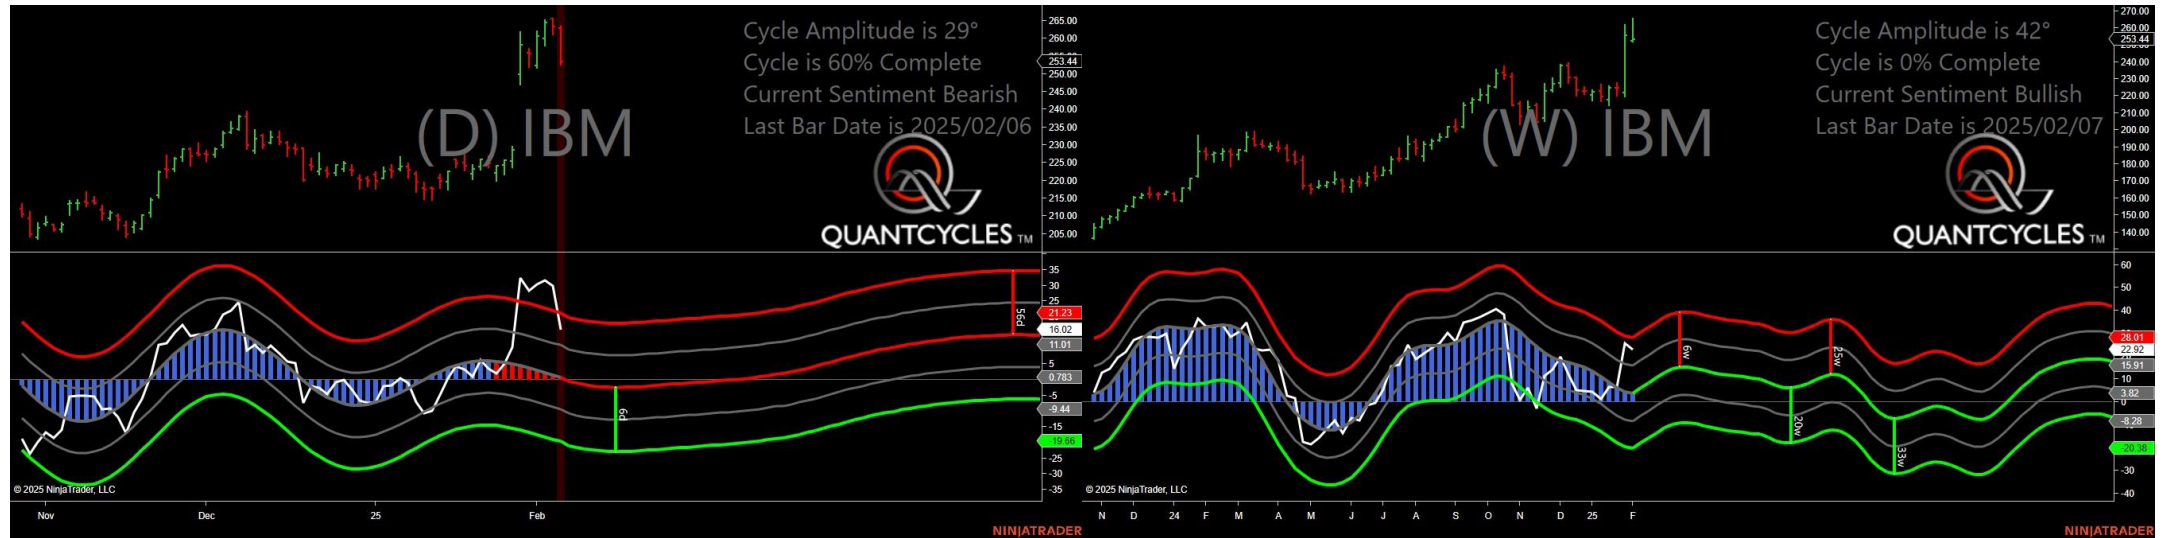 Cycle Amplitude is 29°
Cycle is 60% Complete
Current Sentiment Bearish
Last Bar Date is 2025/02/06
(D) IBM
QUANTCYCLES TM
265.00
260.00
253.44
250.00
245.00
240.00
235.00
230.00
225.00
220.00
215.00
210.00
205.00
35
30
25
21.23
16.02
11.01
5
0.783
-5
-9.44
-15
-19.66
-25
-30
-35
56d
6d
© 2025 NinjaTrader, LLC
Nov Dec 25 Feb
NINJATRADER
Cycle Amplitude is 42°
Cycle is 0% Complete
Current Sentiment Bullish
Last Bar Date is 2025/02/07
(W) IBM
QUANTCYCLES TM
270.00
260.00
253.44
240.00
230.00
220.00
210.00
200.00
190.00
180.00
170.00
160.00
150.00
140.00
60
50
40
28.01
22.92
15.91
10
3.82
0
-8.28
-20.38
-30
-40
6w
25w
20w
33w
© 2025 NinjaTrader, LLC
N D 24 F M A M J J A S O N D 25 F
NINJATRADER